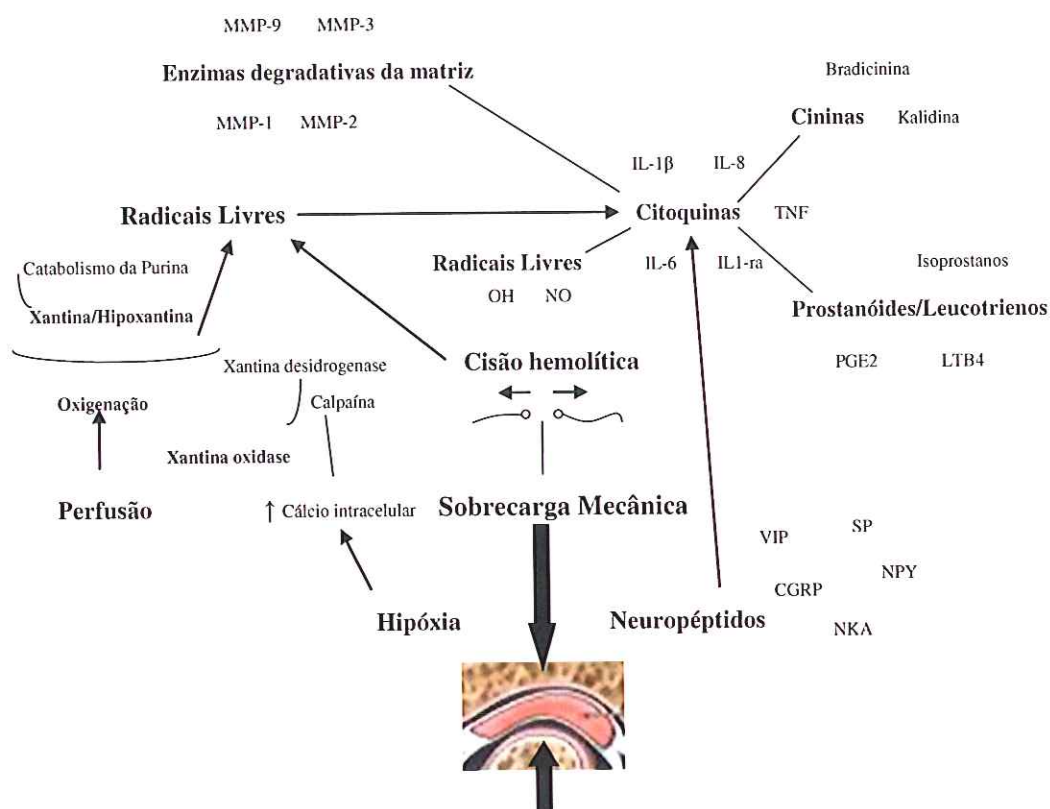 MMP-9 MMP-3
Enzimas degradativas da matriz
MMP-1 MMP-2
Bradicinina
Cininas Kalidina
IL-1β IL-8
Radicais Livres
Citoquinas TNF
IL-6 IL1-ra
Radicais Livres
OH NO
Isoprostanos
Prostanóides/Leucotrienos
PGE2 LTB4
Catabolismo da Purina
Xantina/Hipoxantina
Oxigenação
Perfusão
Xantina desidrogenase
Calpaína
Xantina oxidase
↑ Cálcio intracelular
Hipóxia
Cisão hemolítica
Sobrecarga Mecânica
VIP SP
CGRP NPY
Neuropéptidos
NKA